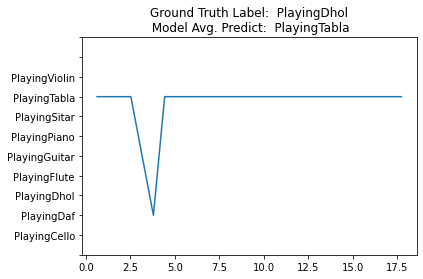 Ground Truth Label:  PlayingDhol
Model Avg. Predict:  PlayingTabla
PlayingViolin
PlayingTabla
PlayingSitar
PlayingPiano
PlayingGuitar
PlayingFlute
PlayingDhol
PlayingDaf
PlayingCello
0.0 2.5 5.0 7.5 10.0 12.5 15.0 17.5